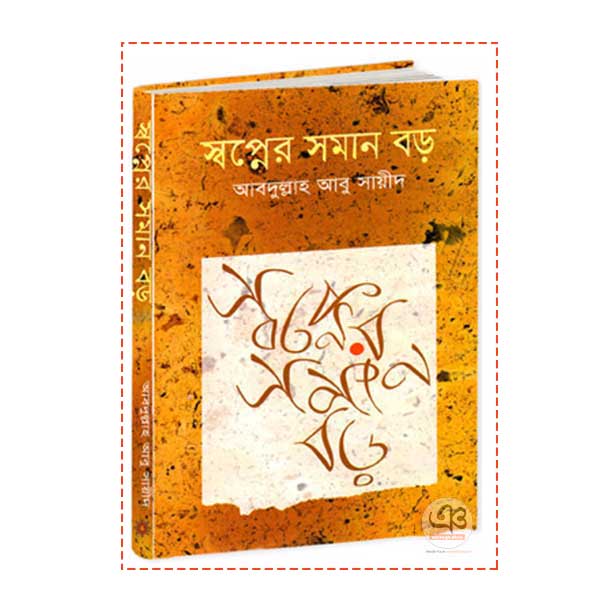 স্বপ্নের সমান বড়
আবদুল্লাহ আবু সায়ীদ
স্বপ্নের
সমান
বড়
স্বপ্নের সমান বড়
আবদুল্লাহ আবু সায়ীদ